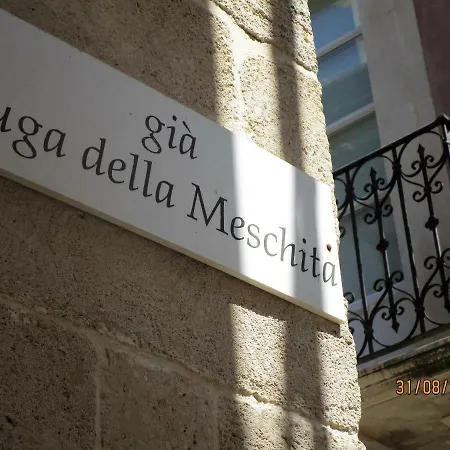 già
uga della Meschita
31/08/